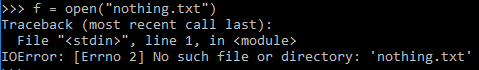 >>> f = open("nothing.txt")
Traceback (most recent call last):
  File "<stdin>", line 1, in <module>
IOError: [Errno 2] No such file or directory: 'nothing.txt'